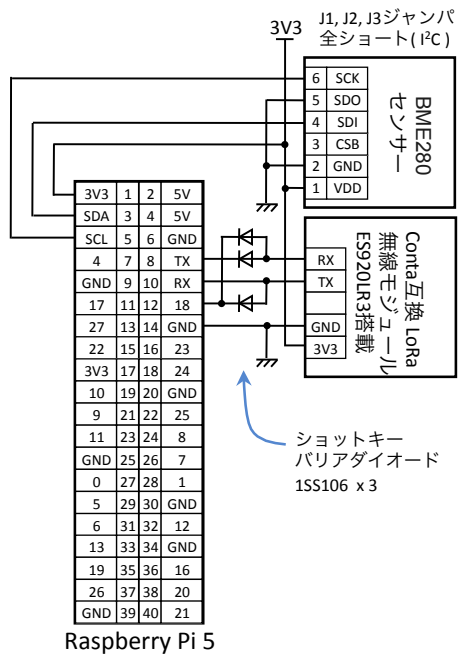 J1, J2, J3ジャンパ
全ショート( I²C )
3V3
6 SCK
5 SDO
4 SDI
3 CSB
2 GND
1 VDD
BME280
センサー
3V3 1 2 5V
SDA 3 4 5V
SCL 5 6 GND
4 7 8 TX
GND 9 10 RX
17 11 12 18
27 13 14 GND
22 15 16 23
3V3 17 18 24
10 19 20 GND
9 21 22 25
11 23 24 8
GND 25 26 7
0 27 28 1
5 29 30 GND
6 31 32 12
13 33 34 GND
19 35 36 16
26 37 38 20
GND 39 40 21
RX
TX
GND
3V3
Conta互換 LoRa
無線モジュール
ES920LR3搭載
ショットキー
バリアダイオード
1SS106 x 3
Raspberry Pi 5